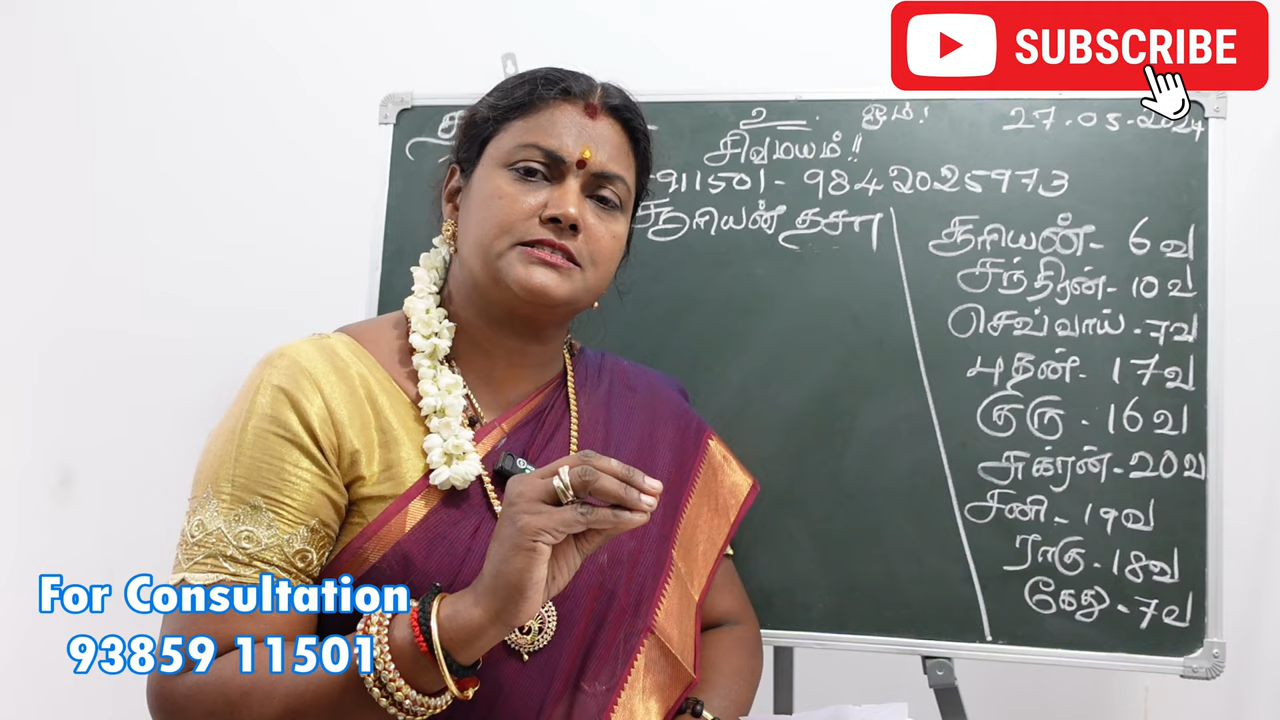 SUBSCRIBE
உ ஓம்! 27-05-2024
சிவமயம்!!
911501- 9842025973
சூரியன் தசா
சூரியன்- 6வ
சந்திரன்- 10வ
செவ்வாய்-7வ
புதன்- 17வ
குரு - 16வ
சுக்ரன்-20வ
சனி- 19வ
ராகு-18வ
கேது-7வ
For Consultation
93859 11501